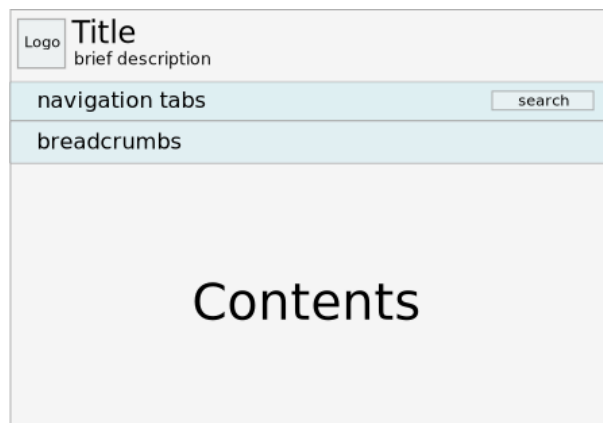 Logo
Title
brief description
navigation tabs
search
breadcrumbs
Contents